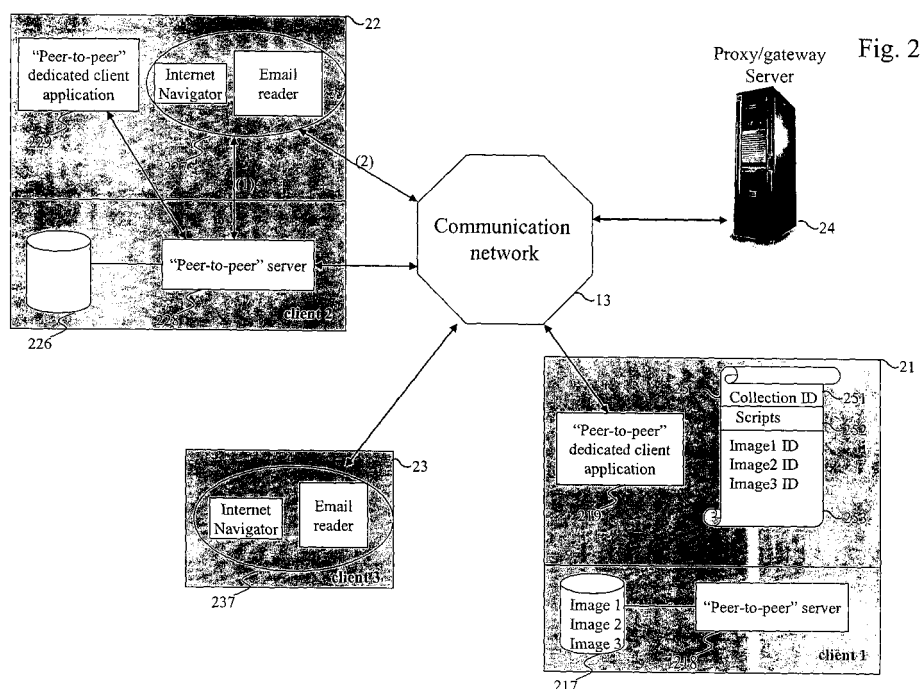 Fig. 2
22
"Peer-to-peer"
dedicated client
application
Internet
Navigator
Email
reader
229
227
(1)
(2)
"Peer-to-peer" server
client 2
226
Communication
network
13
Proxy/gateway
Server
24
23
Internet
Navigator
Email
reader
client 3
237
21
"Peer-to-peer"
dedicated client
application
219
Collection ID
251
Scripts
252
Image1 ID
Image2 ID
Image3 ID
253
Image 1
Image 2
Image 3
"Peer-to-peer" server
218
client 1
217